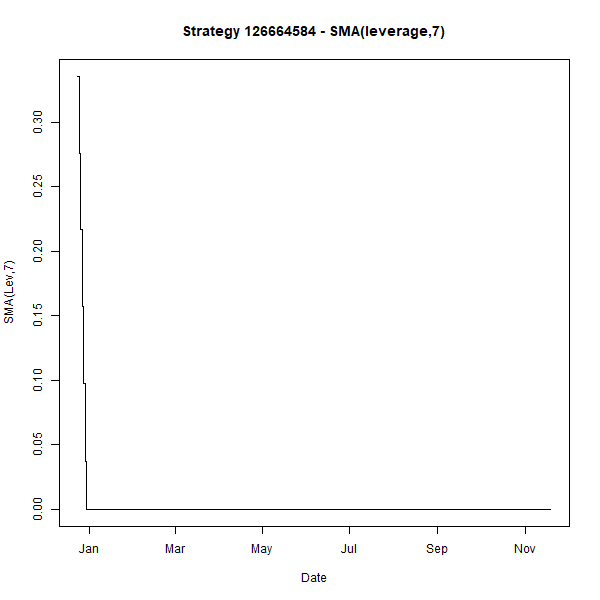 Strategy 126664584 - SMA(leverage,7)
SMA(Lev,7)
0.30
0.25
0.20
0.15
0.10
0.05
0.00
Jan Mar May Jul Sep Nov
Date